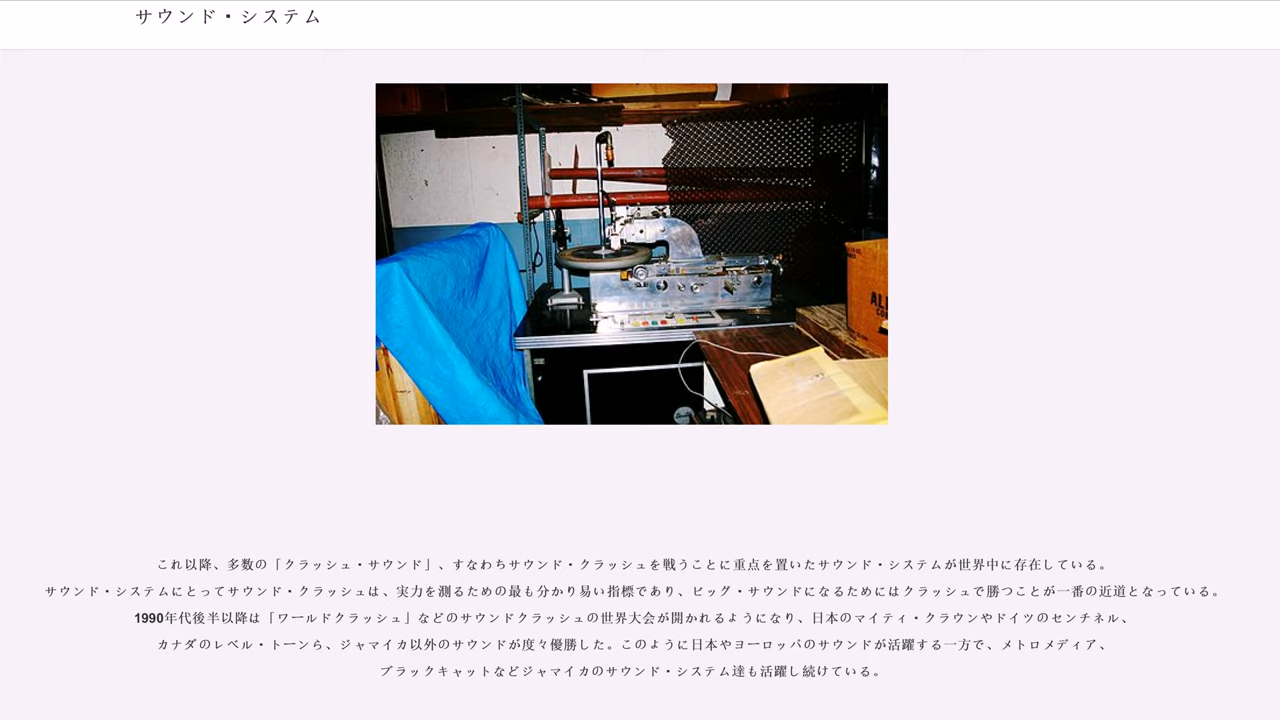 サウンド・システム
これ以降、多数の「クラッシュ・サウンド」、すなわちサウンド・クラッシュを戦うことに重点を置いたサウンド・システムが世界中に存在している。
サウンド・システムにとってサウンド・クラッシュは、実力を測るための最も分かり易い指標であり、ビッグ・サウンドになるためにはクラッシュで勝つことが一番の近道となっている。
1990年代後半以降は「ワールドクラッシュ」などのサウンドクラッシュの世界大会が開かれるようになり、日本のマイティ・クラウンやドイツのセンチネル、
カナダのレベル・トーンら、ジャマイカ以外のサウンドが度々優勝した。このように日本やヨーロッパのサウンドが活躍する一方で、メトロメディア、
ブラックキャットなどジャマイカのサウンド・システム達も活躍し続けている。